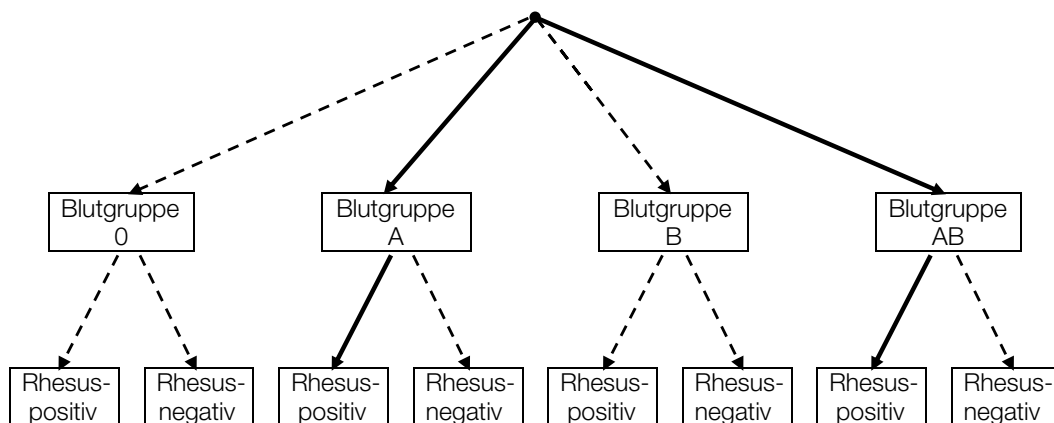 Blutgruppe
0
Blutgruppe
A
Blutgruppe
B
Blutgruppe
AB
Rhesus-
positiv
Rhesus-
negativ
Rhesus-
positiv
Rhesus-
negativ
Rhesus-
positiv
Rhesus-
negativ
Rhesus-
positiv
Rhesus-
negativ